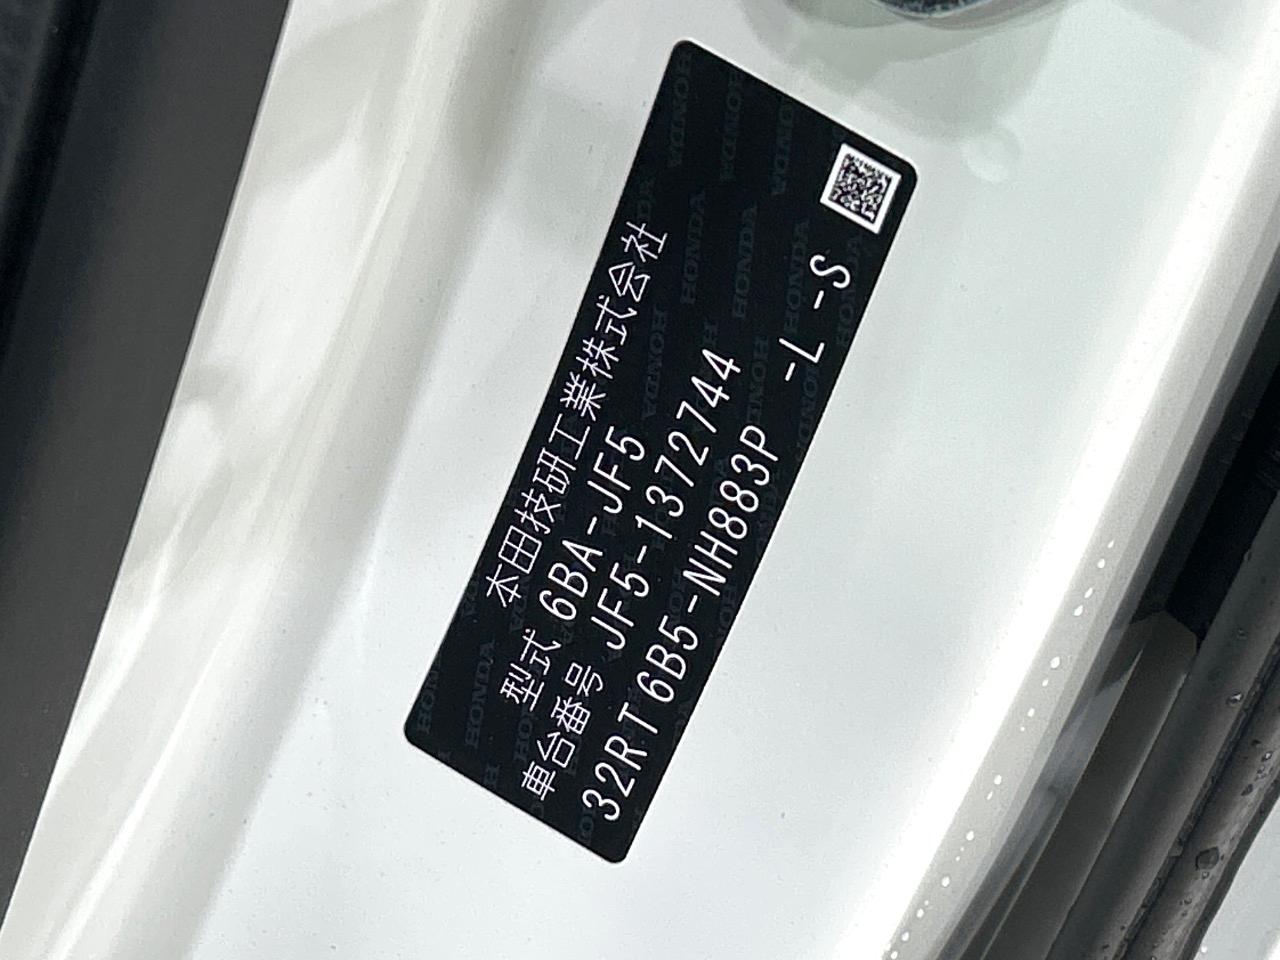 本田技研工業株式会社
型式 6BA-JF5
車台番号 JF5-1372744
32RT6B5-NH883P -L -S